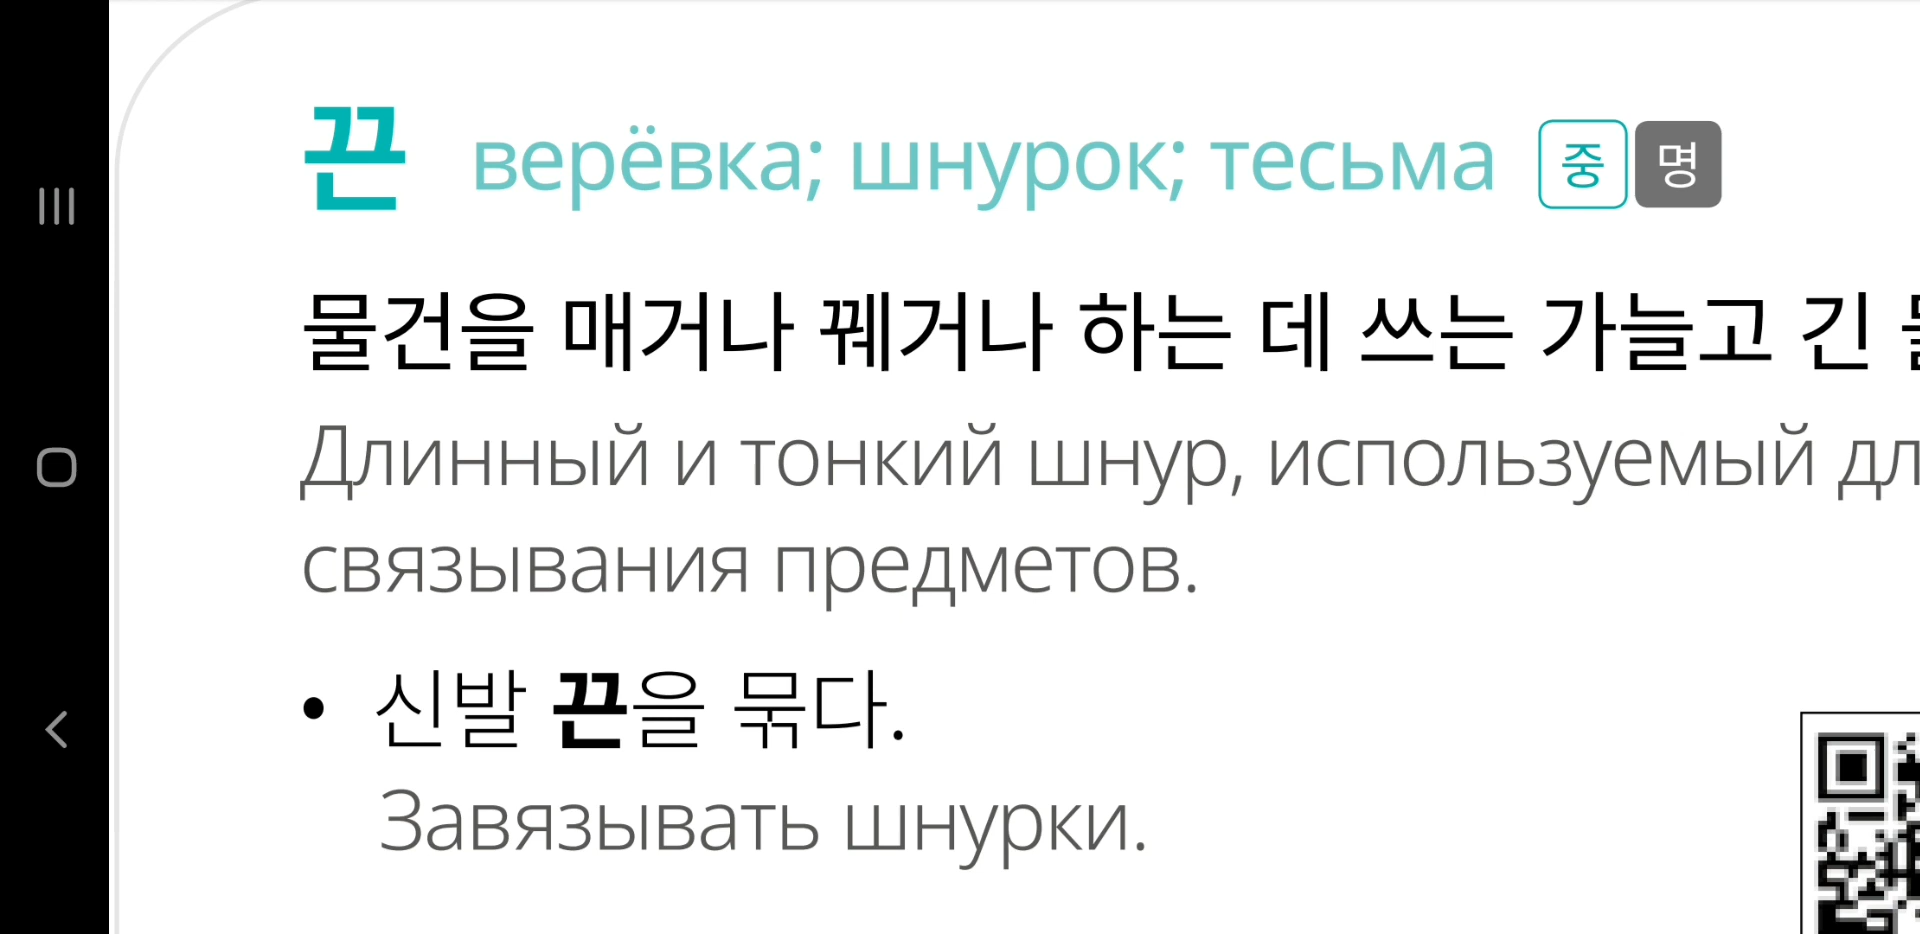 끈 верёвка; шнурок; тесьма 중 명
물건을 매거나 꿰거나 하는 데 쓰는 가늘고 긴
Длинный и тонкий шнур, используемый
связывания предметов.
• 신발 끈을 묶다.
Завязывать шнурки.